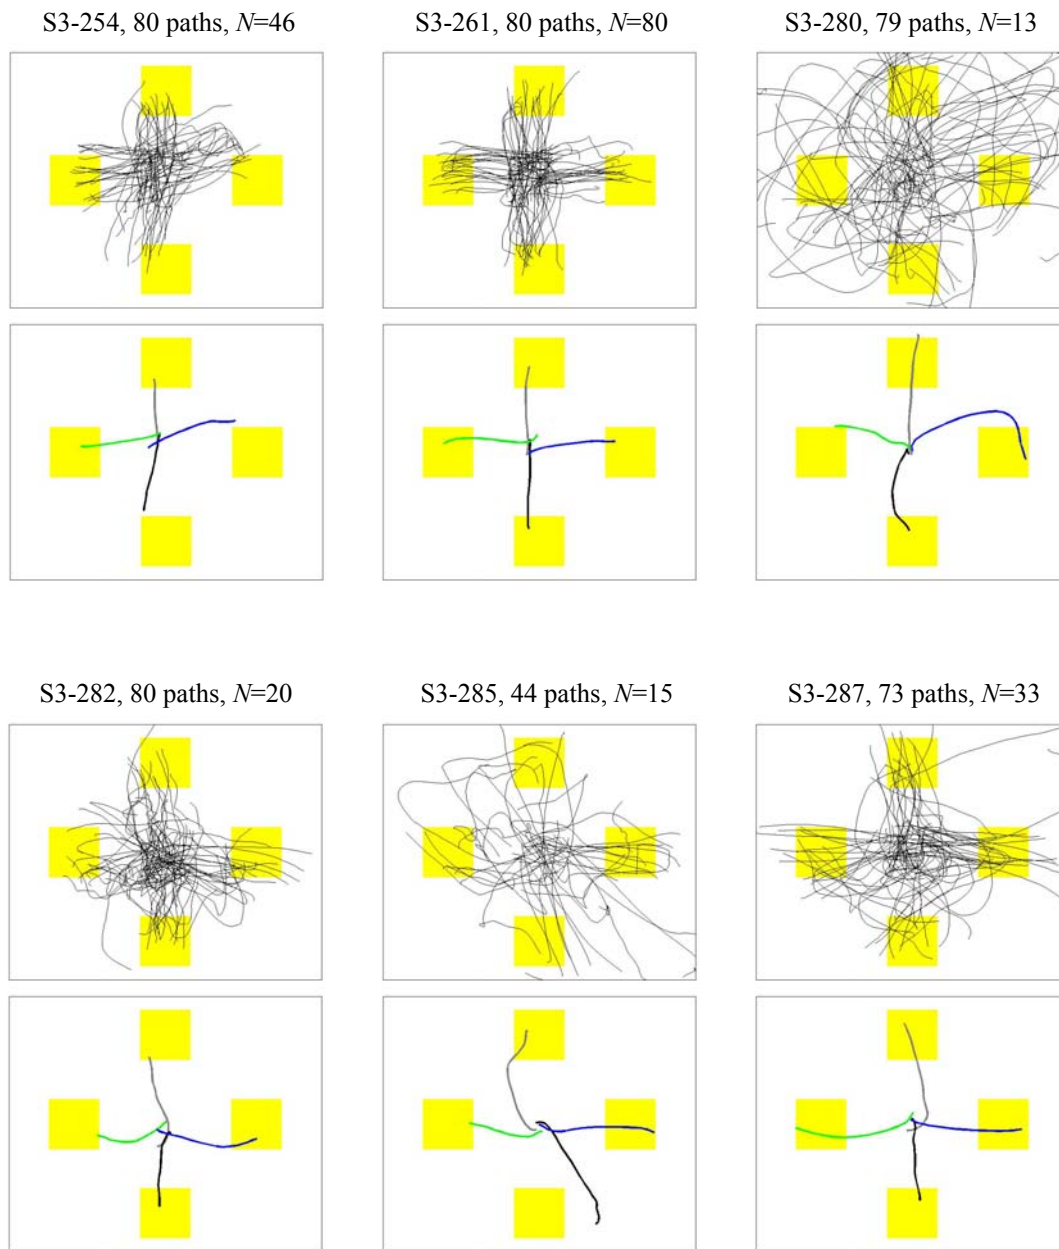 S3-254, 80 paths, N=46
S3-261, 80 paths, N=80
S3-280, 79 paths, N=13
S3-282, 80 paths, N=20
S3-285, 44 paths, N=15
S3-287, 73 paths, N=33